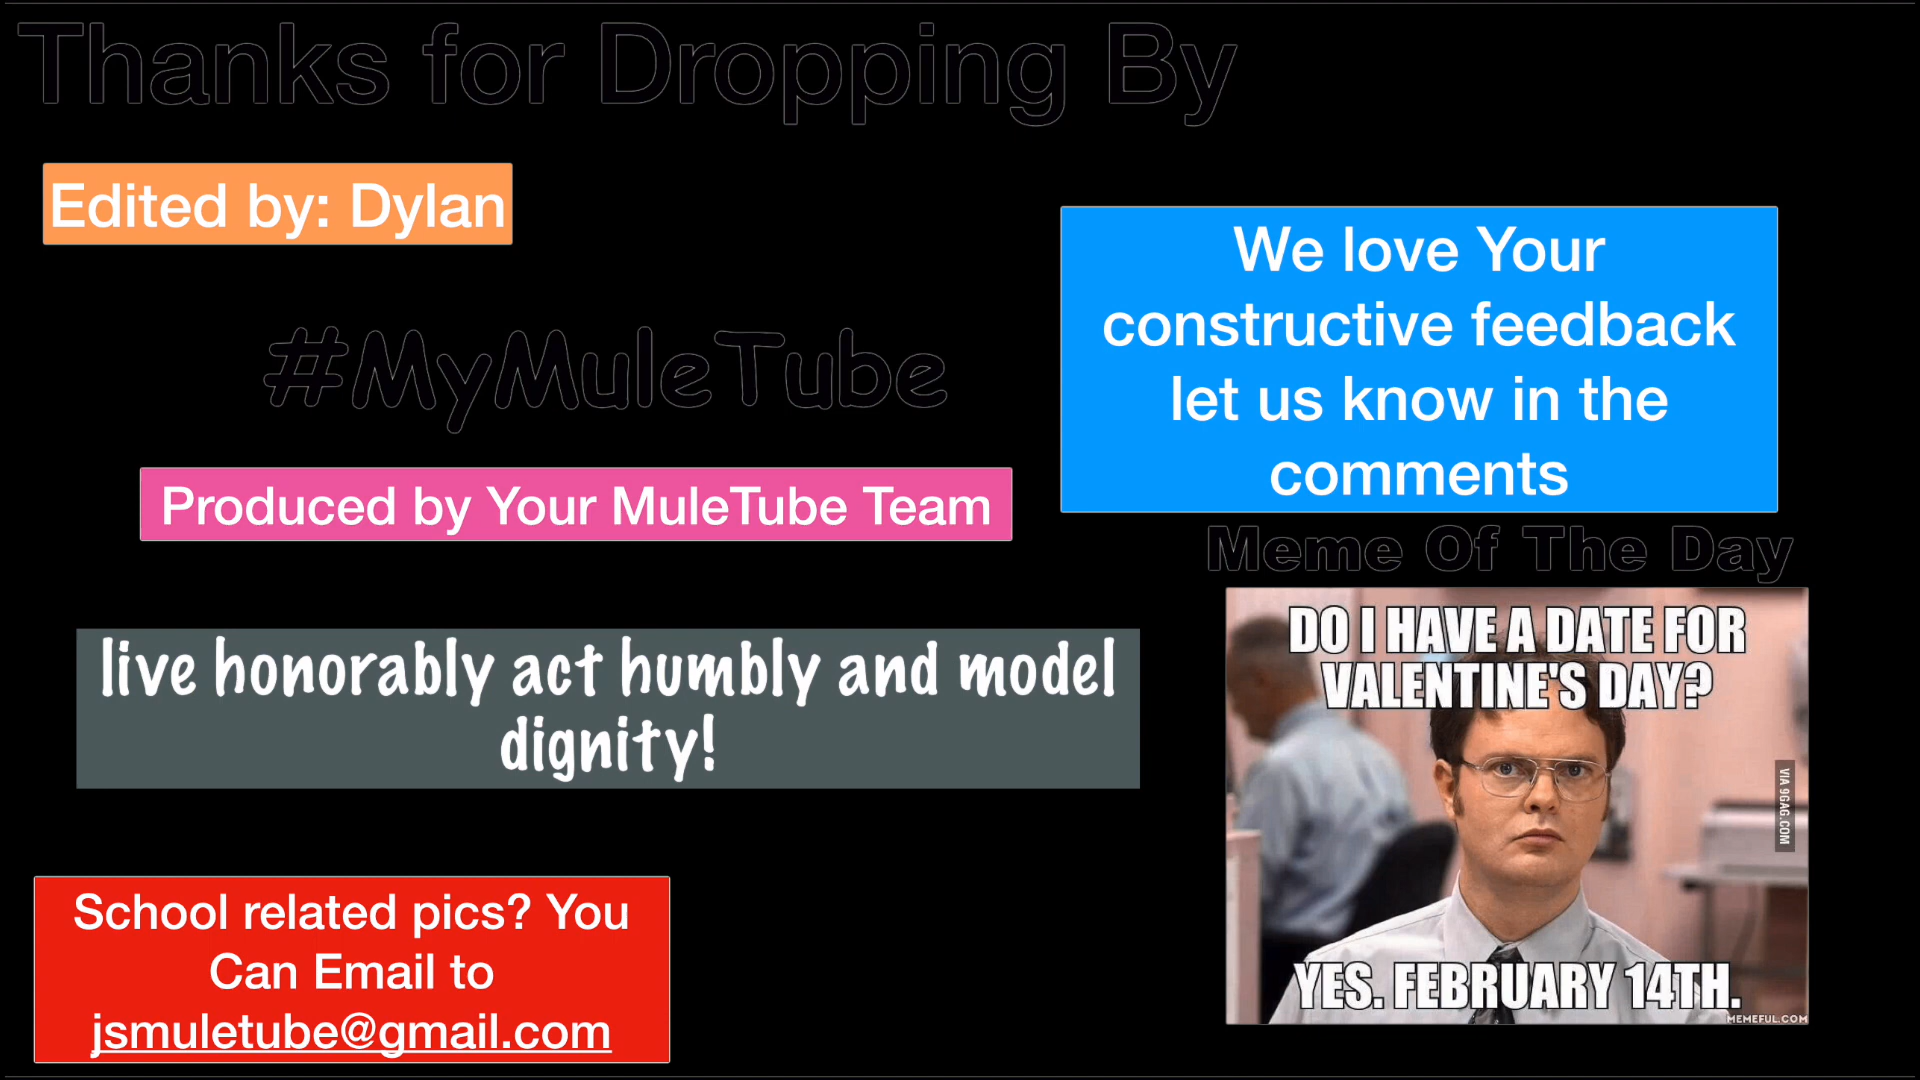 Thanks for Dropping By
Edited by: Dylan
We love Your
constructive feedback
let us know in the
comments
#MyMuleTube
Produced by Your MuleTube Team
Meme Of The Day
DO I HAVE A DATE FOR
VALENTINE'S DAY?
VIA 9GAG.COM
YES. FEBRUARY 14TH.
MEMEFUL.COM
live honorably act humbly and model
dignity!
School related pics? You
Can Email to
jsmuletube@gmail.com